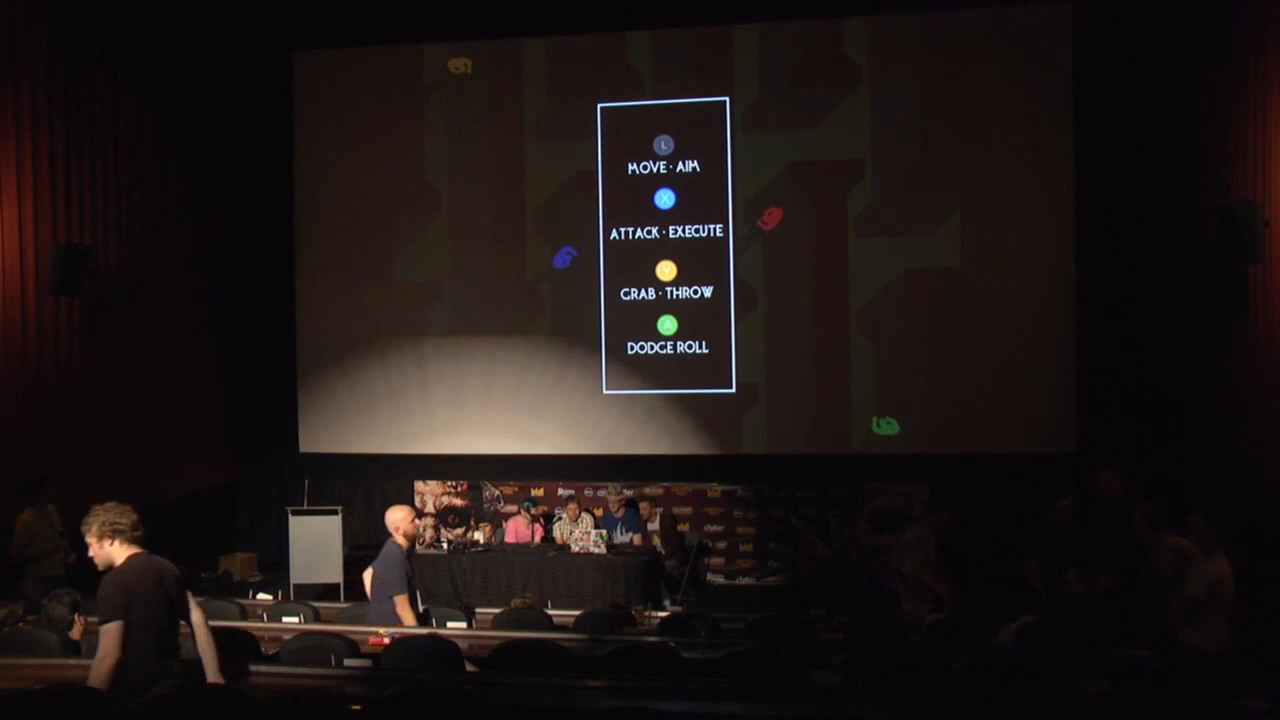 L
MOVE · AIM
X
ATTACK · EXECUTE
Y
GRAB · THROW
A
DODGE ROLL